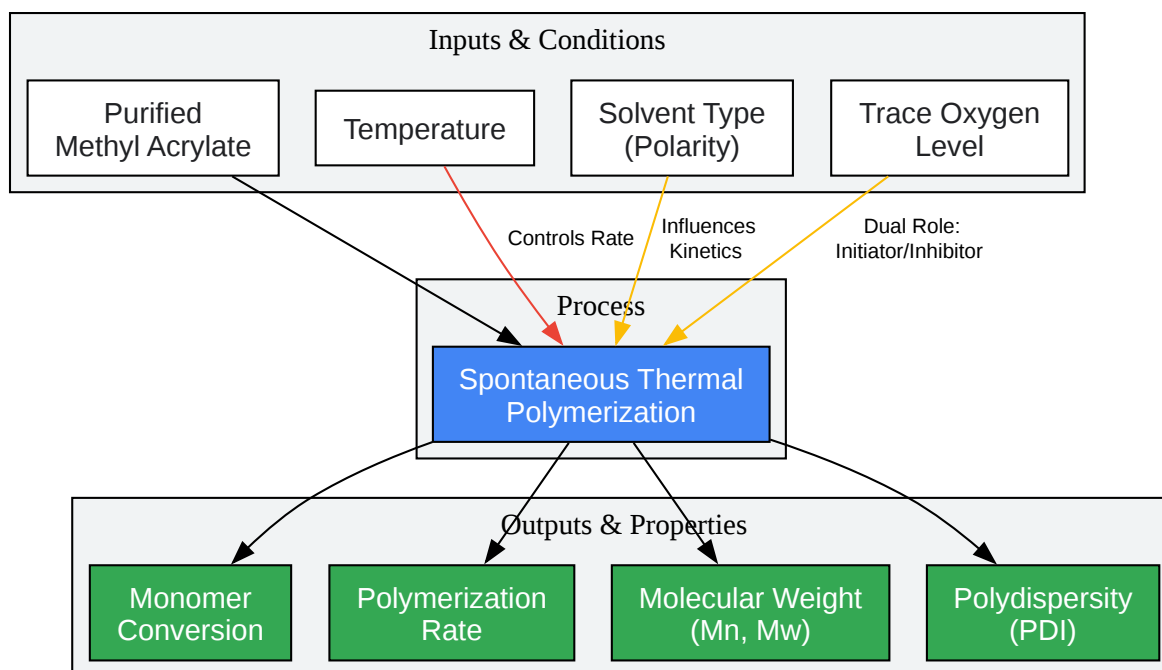 Inputs & Conditions
Purified
Methyl Acrylate
Temperature
Solvent Type
(Polarity)
Trace Oxygen
Level
Controls Rate
Influences
Kinetics
Dual Role:
Initiator/Inhibitor
Process
Spontaneous Thermal
Polymerization
Outputs & Properties
Monomer
Conversion
Polymerization
Rate
Molecular Weight
(Mn, Mw)
Polydispersity
(PDI)